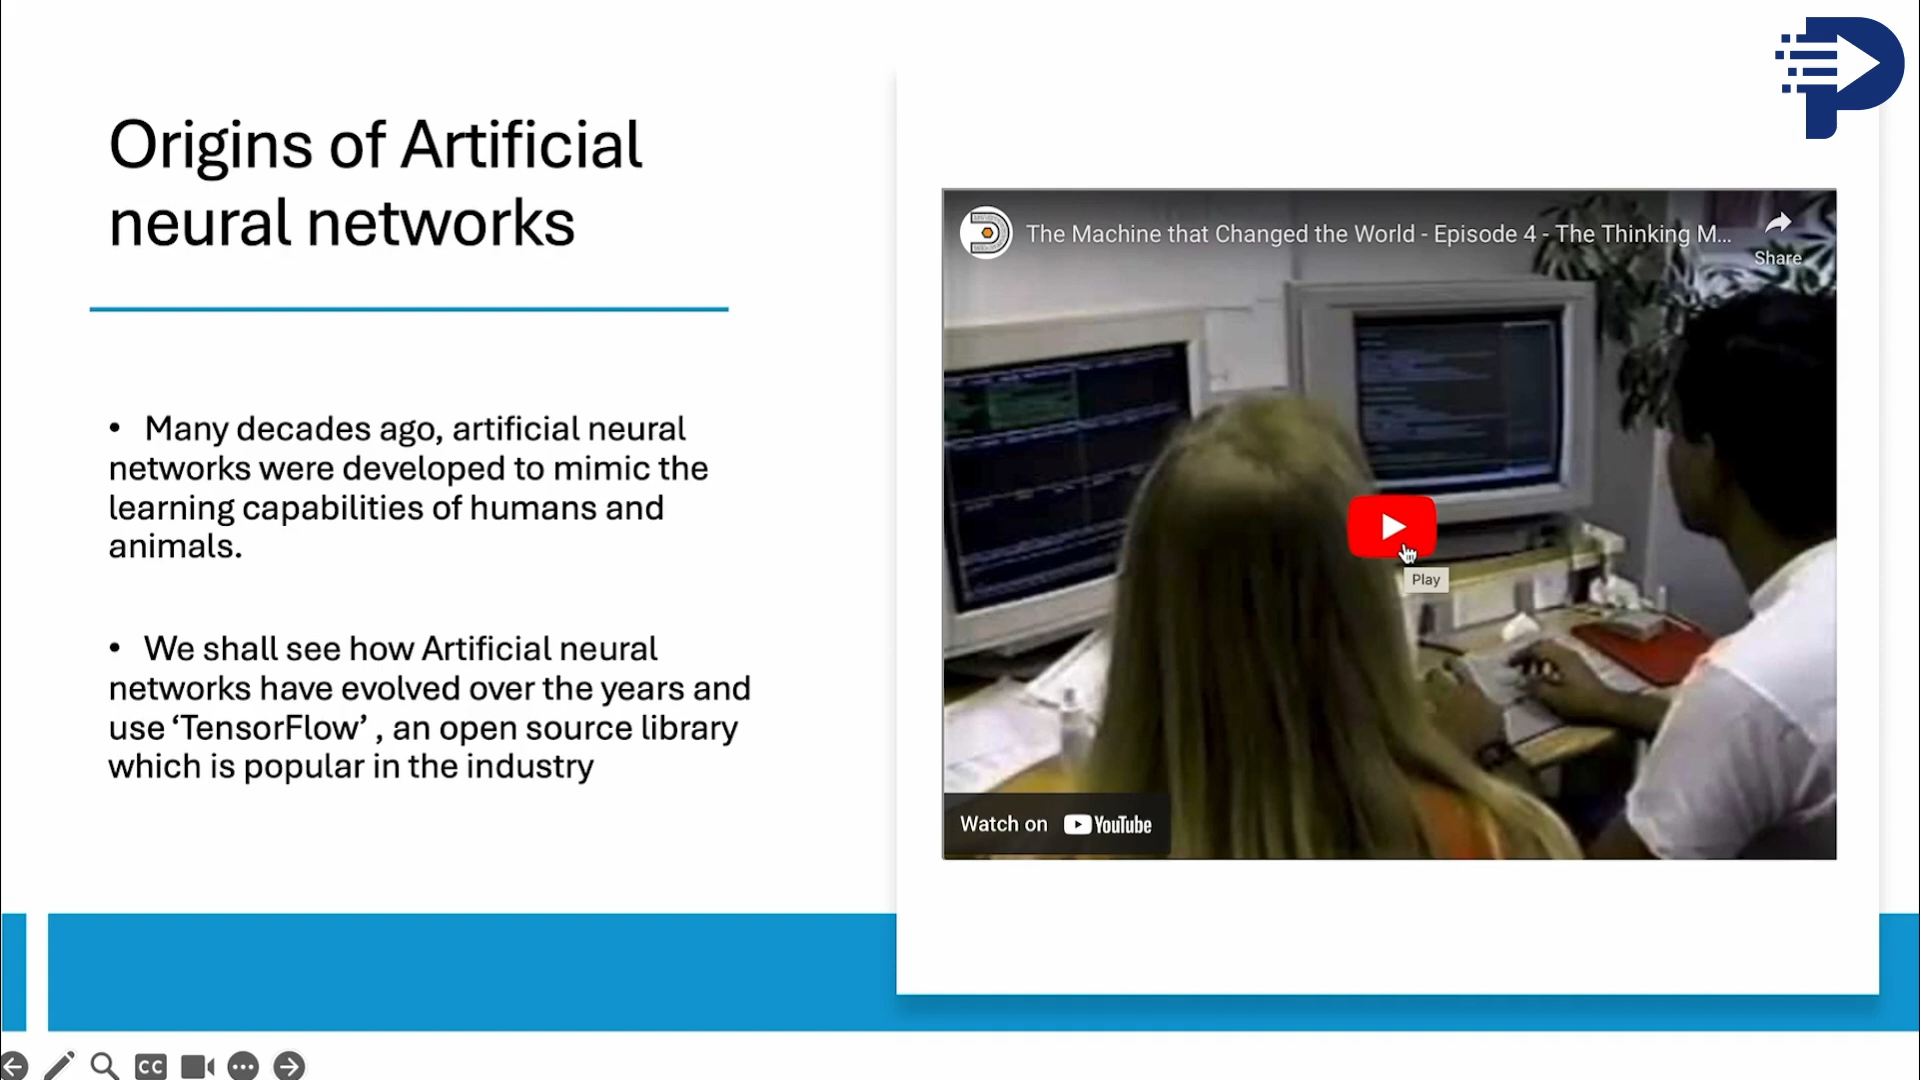 Origins of Artificial
neural networks
• Many decades ago, artificial neural
networks were developed to mimic the
learning capabilities of humans and
animals.
• We shall see how Artificial neural
networks have evolved over the years and
use ‘TensorFlow’ , an open source library
which is popular in the industry
The Machine that Changed the World - Episode 4 - The Thinking M...
Share
Play
Watch on YouTube
CC